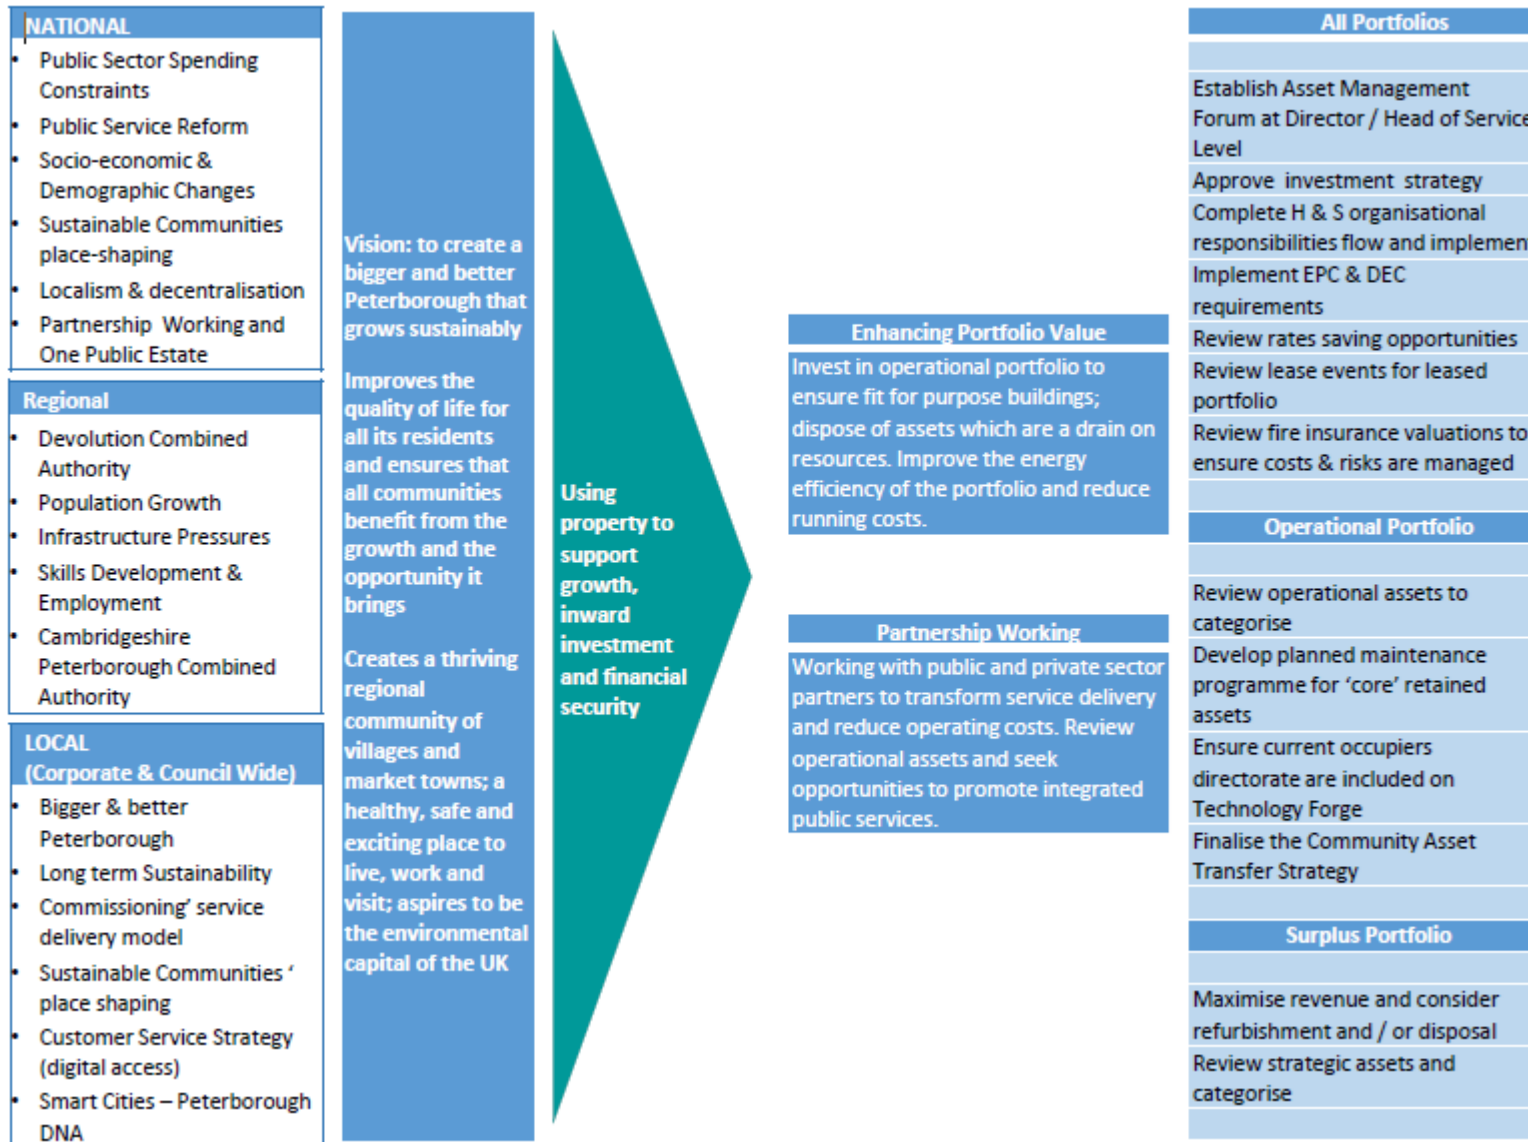 NATIONAL
• Public Sector Spending
Constraints
• Public Service Reform
• Socio-economic &
Demographic Changes
• Sustainable Communities
place-shaping
• Localism & decentralisation
• Partnership Working and
One Public Estate
Regional
• Devolution Combined
Authority
• Population Growth
• Infrastructure Pressures
• Skills Development &
Employment
• Cambridgeshire
Peterborough Combined
Authority
LOCAL
(Corporate & Council Wide)
• Bigger & better
Peterborough
• Long term Sustainability
• Commissioning’ service
delivery model
• Sustainable Communities ‘
place shaping
• Customer Service Strategy
(digital access)
• Smart Cities – Peterborough
DNA
Vision: to create a
bigger and better
Peterborough that
grows sustainably
Improves the
quality of life for
all its residents
and ensures that
all communities
benefit from the
growth and the
opportunity it
brings
Creates a thriving
regional
community of
villages and
market towns; a
healthy, safe and
exciting place to
live, work and
visit; aspires to be
the environmental
capital of the UK
Using
property to
support
growth,
inward
investment
and financial
security
Enhancing Portfolio Value
Invest in operational portfolio to
ensure fit for purpose buildings;
dispose of assets which are a drain on
resources. Improve the energy
efficiency of the portfolio and reduce
running costs.
Partnership Working
Working with public and private sector
partners to transform service delivery
and reduce operating costs. Review
operational assets and seek
opportunities to promote integrated
public services.
All Portfolios
Establish Asset Management
Forum at Director / Head of Service
Level
Approve investment strategy
Complete H & S organisational
responsibilities flow and implement
Implement EPC & DEC
requirements
Review rates saving opportunities
Review lease events for leased
portfolio
Review fire insurance valuations to
ensure costs & risks are managed
Operational Portfolio
Review operational assets to
categorise
Develop planned maintenance
programme for ‘core’ retained
assets
Ensure current occupiers
directorate are included on
Technology Forge
Finalise the Community Asset
Transfer Strategy
Surplus Portfolio
Maximise revenue and consider
refurbishment and / or disposal
Review strategic assets and
categorise